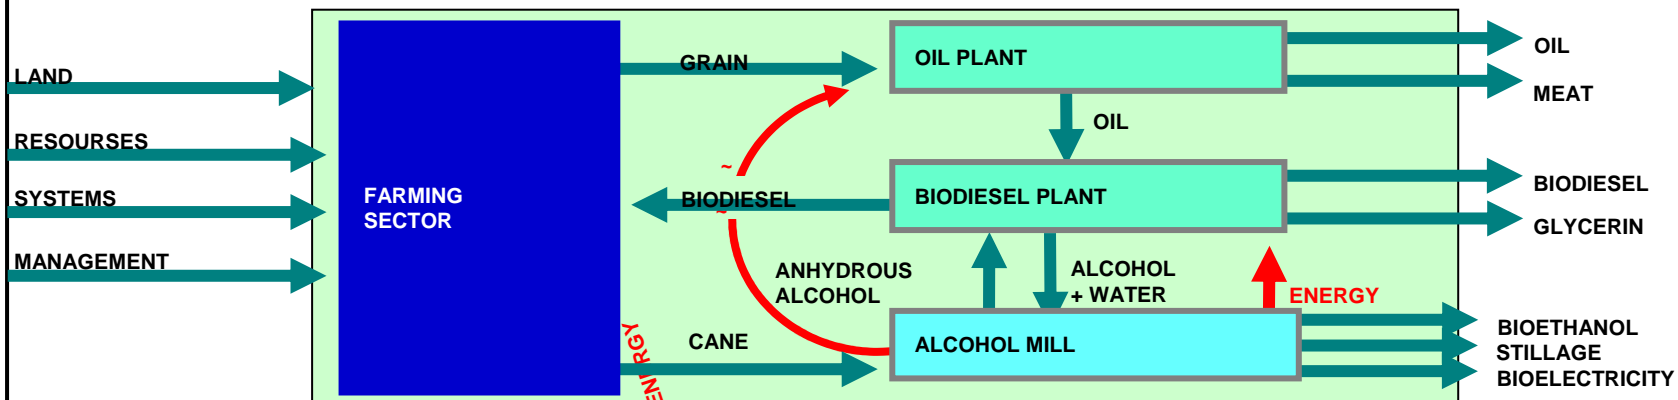 LAND
RESOURSES
SYSTEMS
MANAGEMENT
FARMING
SECTOR
GRAIN
~
BIODIESEL
~
ANHYDROUS
ALCOHOL
CANE
ENERGY
OIL PLANT
OIL
BIODIESEL PLANT
ALCOHOL
+ WATER
ENERGY
ALCOHOL MILL
OIL
MEAT
BIODIESEL
GLYCERIN
BIOETHANOL
STILLAGE
BIOELECTRICITY